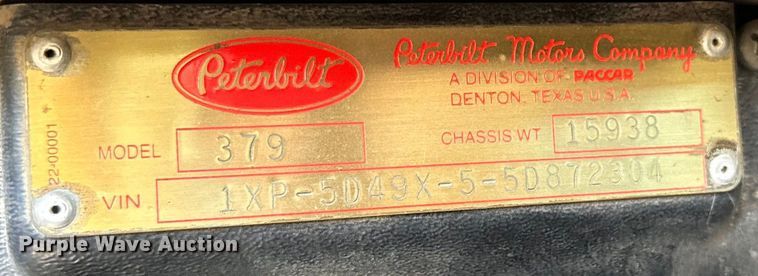 Peterbilt
Peterbilt Motors Company
A DIVISION OF PACCAR
DENTON, TEXAS U.S.A.
MODEL 379
CHASSIS WT 15938
VIN 1XP-5D49X-5-5D872304
22-00001
Purple Wave Auction